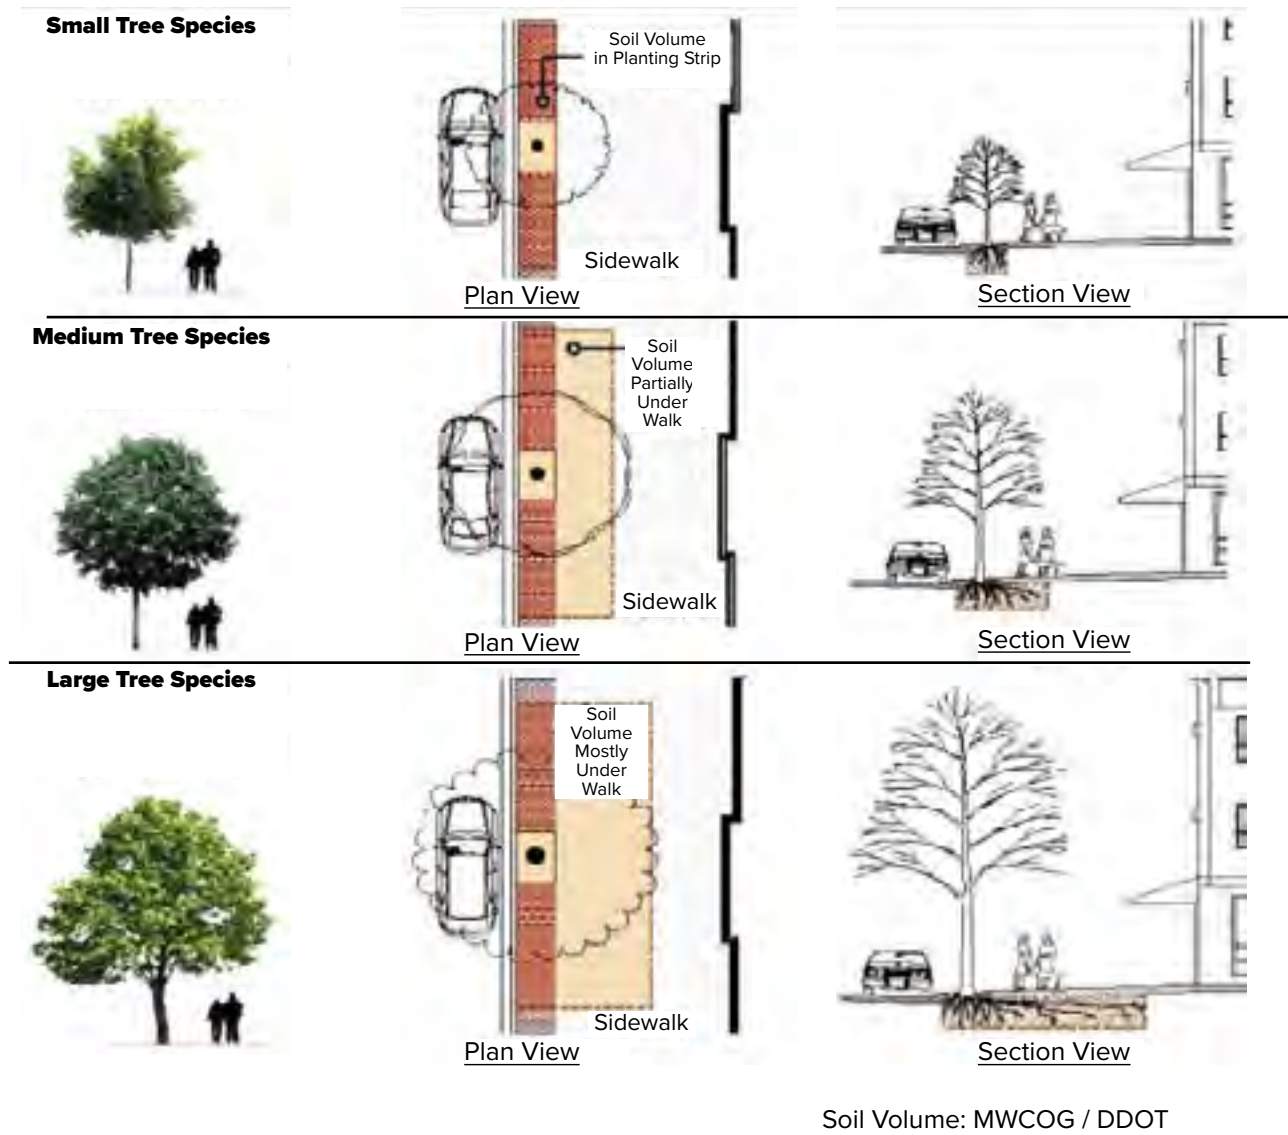 Small Tree Species
Soil Volume
in Planting Strip
Sidewalk
Plan View
Section View
Medium Tree Species
Soil
Volume
Partially
Under
Walk
Sidewalk
Plan View
Section View
Large Tree Species
Soil
Volume
Mostly
Under
Walk
Sidewalk
Plan View
Section View
Soil Volume: MWCOG / DDOT